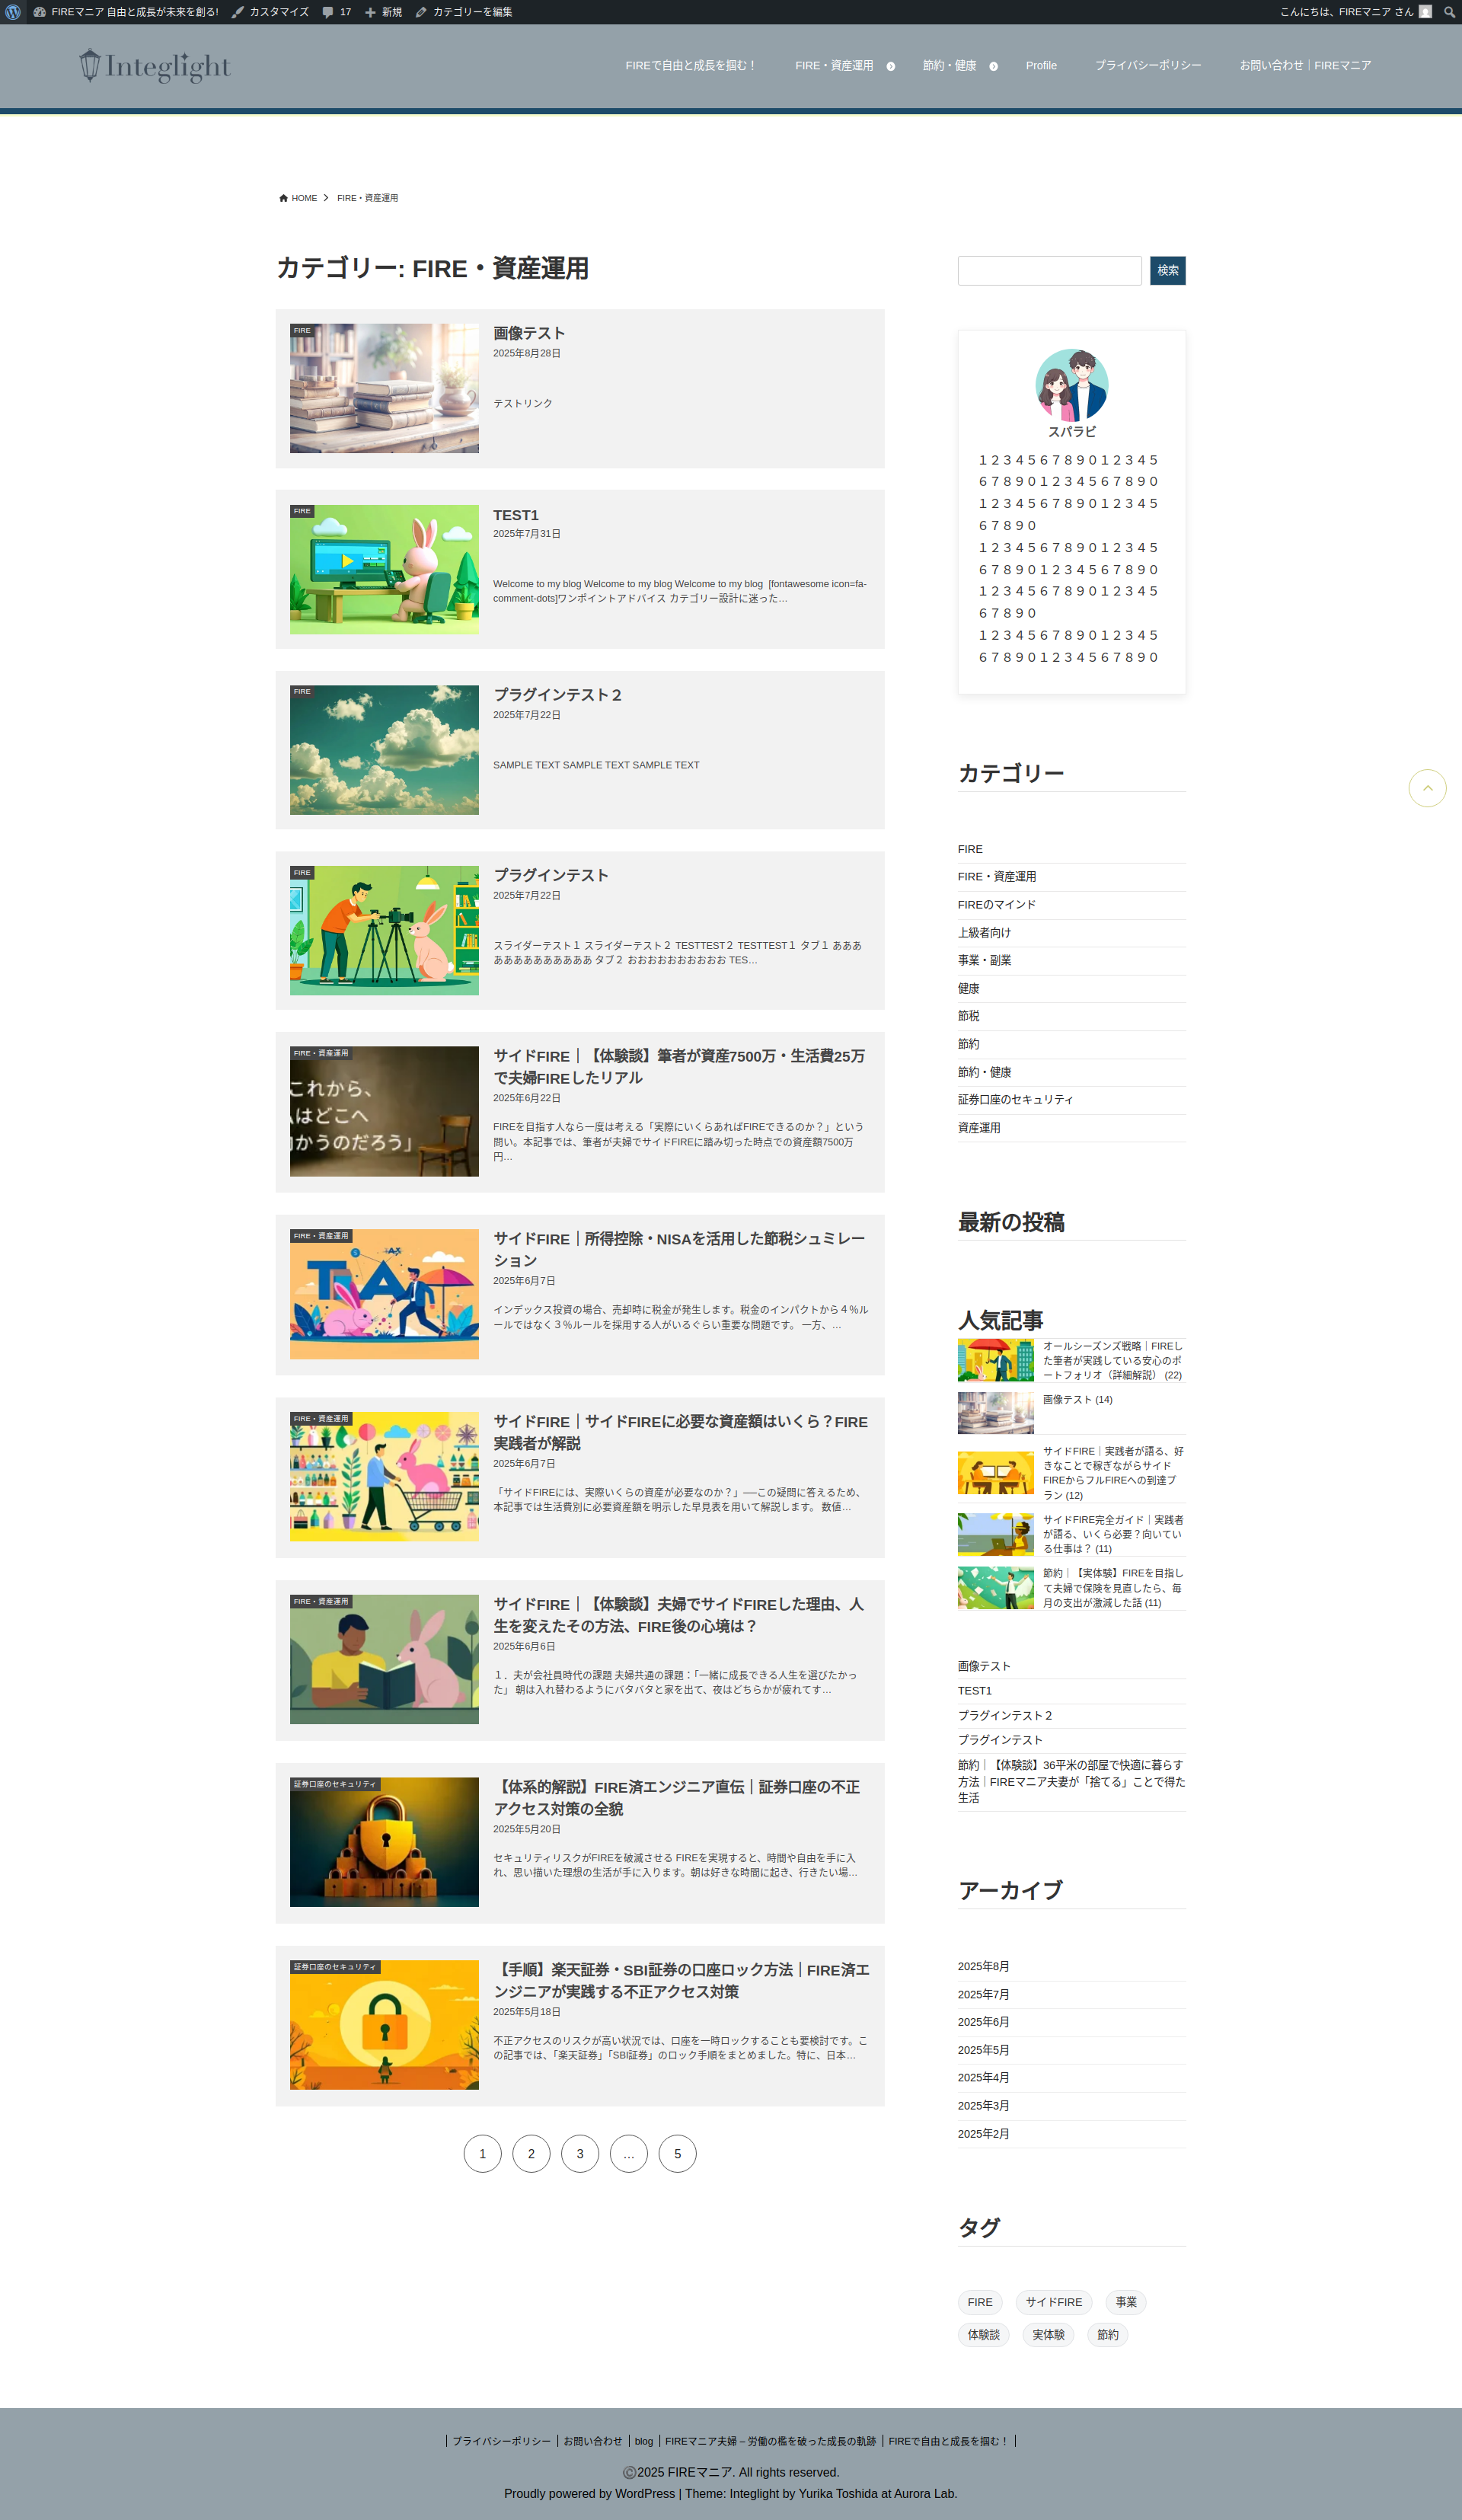 FIREマニア 自由と成長が未来を創る! カスタマイズ 17 新規 カテゴリーを編集 こんにちは、FIREマニア さん
Integlight
FIREで自由と成長を掴む！ FIRE・資産運用 節約・健康 Profile プライバシーポリシー お問い合わせ｜FIREマニア
HOME FIRE・資産運用
カテゴリー: FIRE・資産運用
FIRE
画像テスト
2025年8月28日
テストリンク
FIRE
TEST1
2025年7月31日
Welcome to my blog Welcome to my blog Welcome to my blog [fontawesome icon=fa-
comment-dots]ワンポイントアドバイス カテゴリー設計に迷った…
FIRE
プラグインテスト２
2025年7月22日
SAMPLE TEXT SAMPLE TEXT SAMPLE TEXT
FIRE
プラグインテスト
2025年7月22日
スライダーテスト１ スライダーテスト２ TESTTEST２ TESTTEST１ タブ１ あああ
ああああああああああ タブ２ おおおおおおおおおお TES…
FIRE・資産運用
これから、
はどこへ
かうのだろう」
サイドFIRE｜【体験談】筆者が資産7500万・生活費25万
で夫婦FIREしたリアル
2025年6月22日
FIREを目指す人なら一度は考える「実際にいくらあればFIREできるのか？」という
問い。本記事では、筆者が夫婦でサイドFIREに踏み切った時点での資産額7500万
円…
FIRE・資産運用
サイドFIRE｜所得控除・NISAを活用した節税シュミレー
ション
2025年6月7日
インデックス投資の場合、売却時に税金が発生します。税金のインパクトから４％ル
ールではなく３％ルールを採用する人がいるぐらい重要な問題です。 一方、…
FIRE・資産運用
サイドFIRE｜サイドFIREに必要な資産額はいくら？FIRE
実践者が解説
2025年6月7日
「サイドFIREには、実際いくらの資産が必要なのか？」──この疑問に答えるため、
本記事では生活費別に必要資産額を明示した早見表を用いて解説します。 数値…
FIRE・資産運用
サイドFIRE｜【体験談】夫婦でサイドFIREした理由、人
生を変えたその方法、FIRE後の心境は？
2025年6月6日
１．夫が会社員時代の課題 夫婦共通の課題：「一緒に成長できる人生を選びたかっ
た」 朝は入れ替わるようにバタバタと家を出て、夜はどちらかが疲れてす…
証券口座のセキュリティ
【体系的解説】FIRE済エンジニア直伝｜証券口座の不正
アクセス対策の全貌
2025年5月20日
セキュリティリスクがFIREを破滅させる FIREを実現すると、時間や自由を手に入
れ、思い描いた理想の生活が手に入ります。朝は好きな時間に起き、行きたい場…
証券口座のセキュリティ
【手順】楽天証券・SBI証券の口座ロック方法｜FIRE済エ
ンジニアが実践する不正アクセス対策
2025年5月18日
不正アクセスのリスクが高い状況では、口座を一時ロックすることも要検討です。こ
の記事では、「楽天証券」「SBI証券」のロック手順をまとめました。特に、日本…
1 2 3 … 5
検索
スパラビ
１２３４５６７８９０１２３４５
６７８９０１２３４５６７８９０
１２３４５６７８９０１２３４５
６７８９０
１２３４５６７８９０１２３４５
６７８９０１２３４５６７８９０
１２３４５６７８９０１２３４５
６７８９０
１２３４５６７８９０１２３４５
６７８９０１２３４５６７８９０
カテゴリー
FIRE
FIRE・資産運用
FIREのマインド
上級者向け
事業・副業
健康
節税
節約
節約・健康
証券口座のセキュリティ
資産運用
最新の投稿
人気記事
オールシーズンズ戦略｜FIREし
た筆者が実践している安心のポ
ートフォリオ（詳細解説） (22)
画像テスト (14)
サイドFIRE｜実践者が語る、好
きなことで稼ぎながらサイド
FIREからフルFIREへの到達プ
ラン (12)
サイドFIRE完全ガイド｜実践者
が語る、いくら必要？向いてい
る仕事は？ (11)
節約｜【実体験】FIREを目指し
て夫婦で保険を見直したら、毎
月の支出が激減した話 (11)
画像テスト
TEST1
プラグインテスト２
プラグインテスト
節約｜【体験談】36平米の部屋で快適に暮らす
方法｜FIREマニア夫妻が「捨てる」ことで得た
生活
アーカイブ
2025年8月
2025年7月
2025年6月
2025年5月
2025年4月
2025年3月
2025年2月
タグ
FIRE サイドFIRE 事業
体験談 実体験 節約
プライバシーポリシー お問い合わせ blog FIREマニア夫婦 – 労働の檻を破った成長の軌跡 FIREで自由と成長を掴む！
©2025 FIREマニア. All rights reserved.
Proudly powered by WordPress | Theme: Integlight by Yurika Toshida at Aurora Lab.